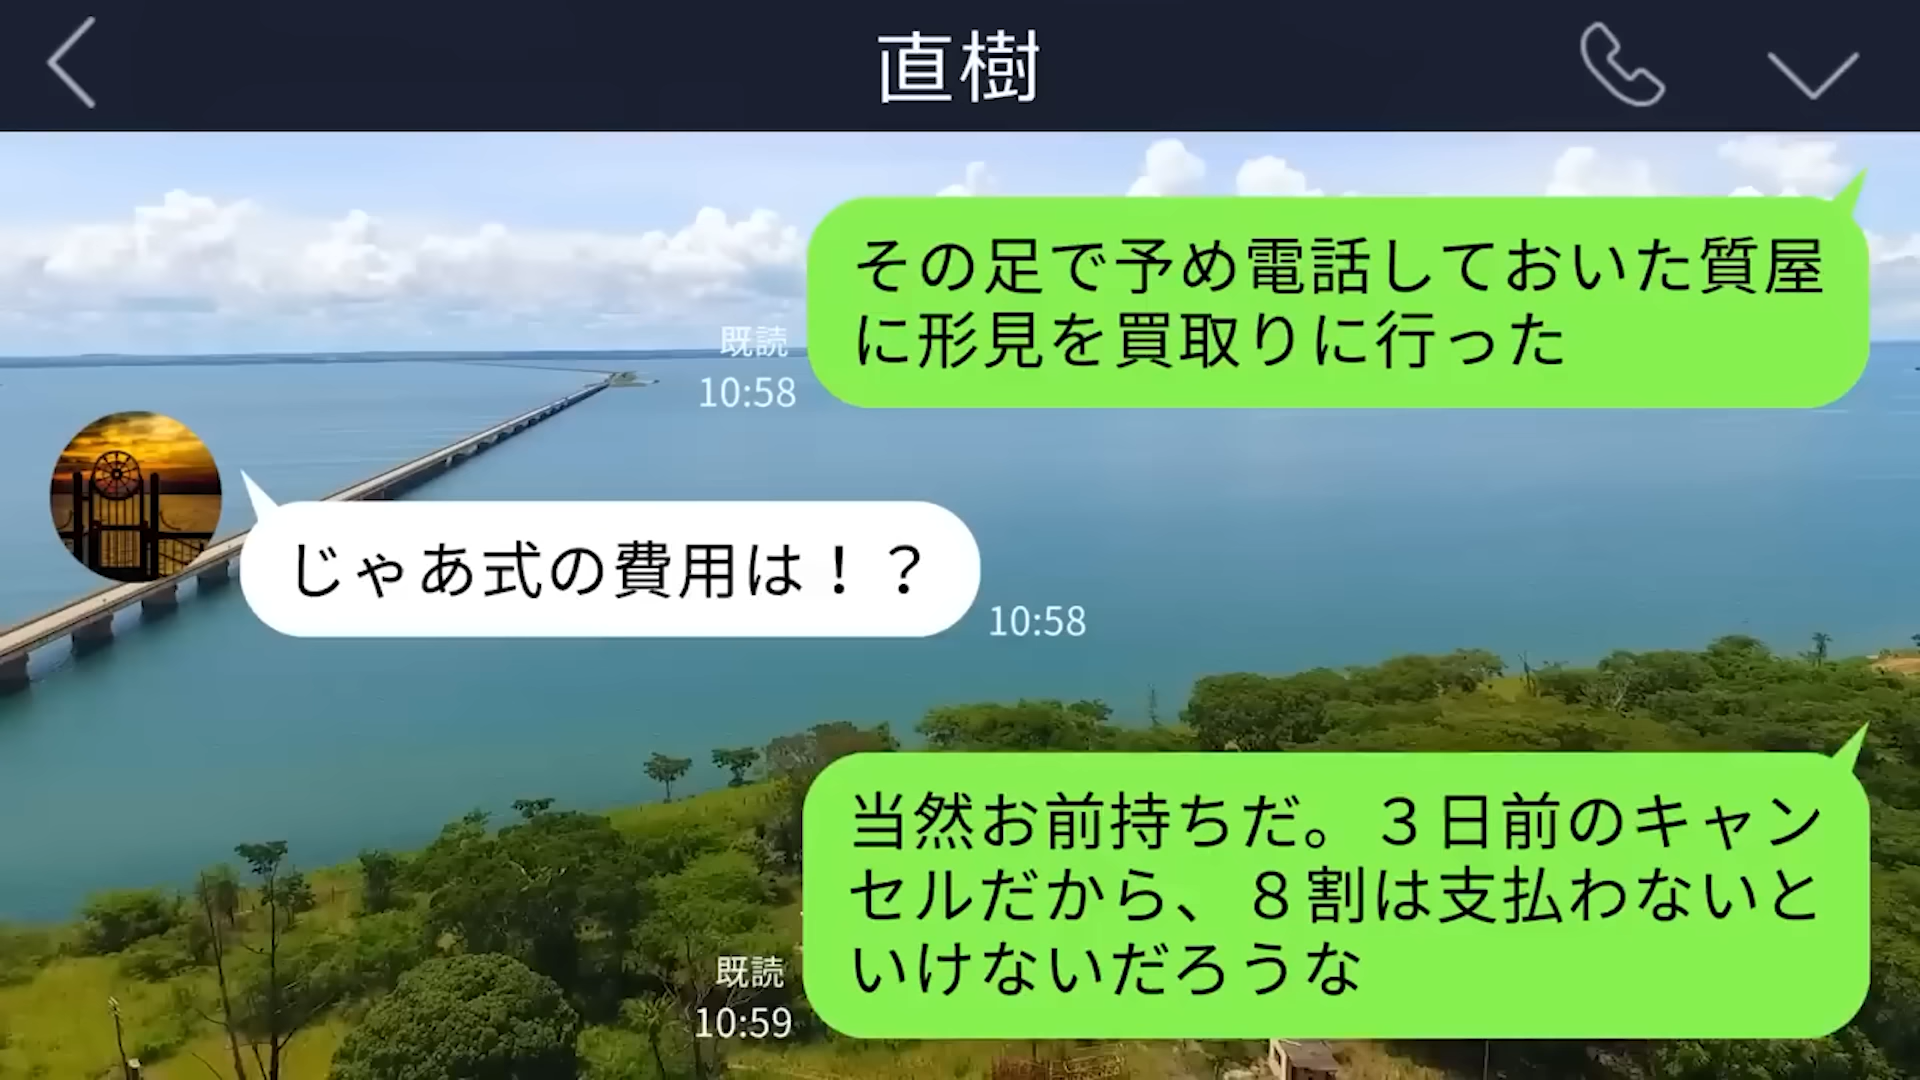 直樹
その足で予め電話しておいた質屋
に形見を買取りに行った
既読
10:58
じゃあ式の費用は！？
10:58
当然お前持ちだ。３日前のキャン
セルだから、８割は支払わないと
いけないだろうな
既読
10:59